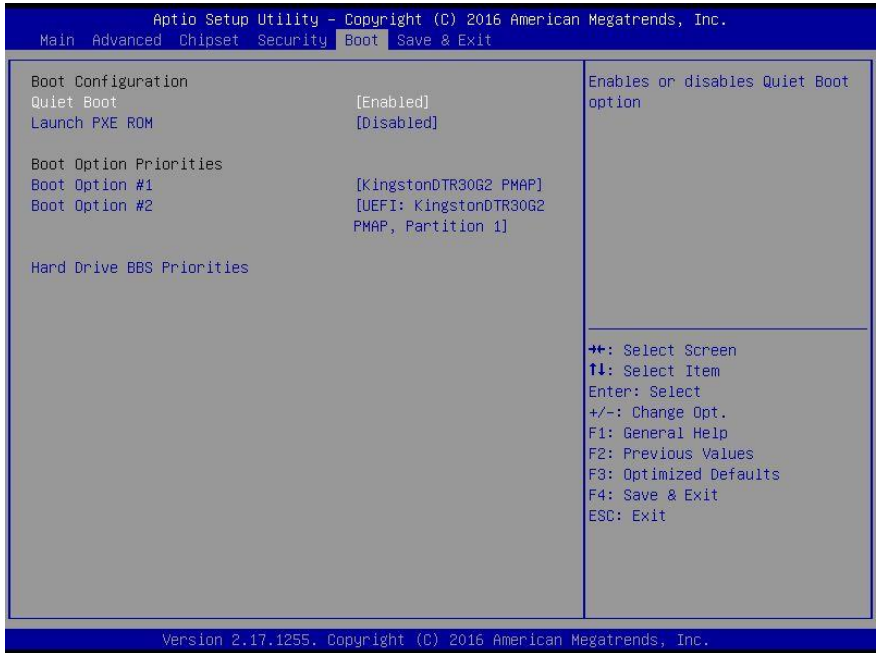 Aptio Setup Utility – Copyright (C) 2016 American Megatrends, Inc.
Main Advanced Chipset Security Boot Save & Exit
Boot Configuration
Quiet Boot [Enabled]
Launch PXE ROM [Disabled]
Boot Option Priorities
Boot Option #1 [KingstonDTR30G2 PMAP]
Boot Option #2 [UEFI: KingstonDTR30G2
PMAP, Partition 1]
Hard Drive BBS Priorities
Enables or disables Quiet Boot
option
→←: Select Screen
↑↓: Select Item
Enter: Select
+/-: Change Opt.
F1: General Help
F2: Previous Values
F3: Optimized Defaults
F4: Save & Exit
ESC: Exit
Version 2.17.1255. Copyright (C) 2016 American Megatrends, Inc.